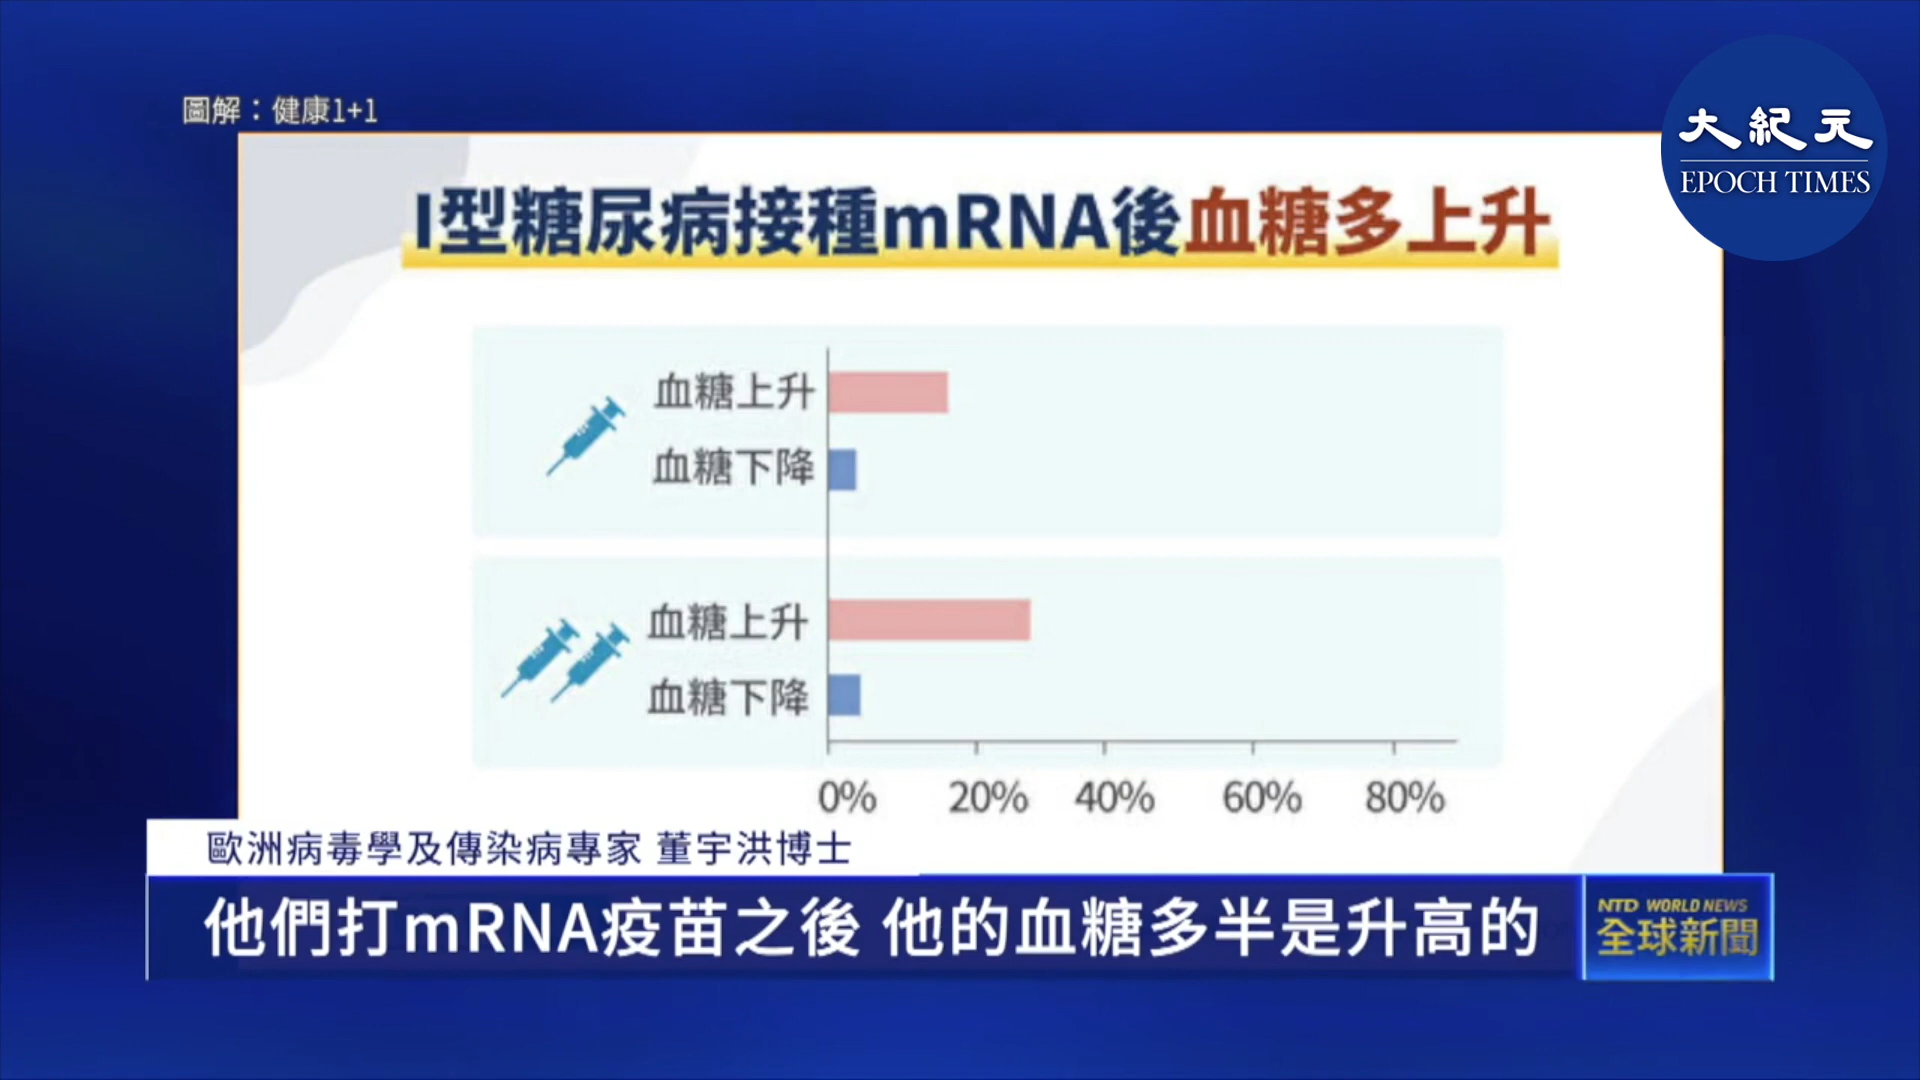 圖解：健康1+1
大紀元
EPOCH TIMES
I型糖尿病接種mRNA後血糖多上升
血糖上升
血糖下降
血糖上升
血糖下降
0% 20% 40% 60% 80%
歐洲病毒學及傳染病專家 董宇洪博士
他們打mRNA疫苗之後 他的血糖多半是升高的
NTD WORLD NEWS
全球新聞